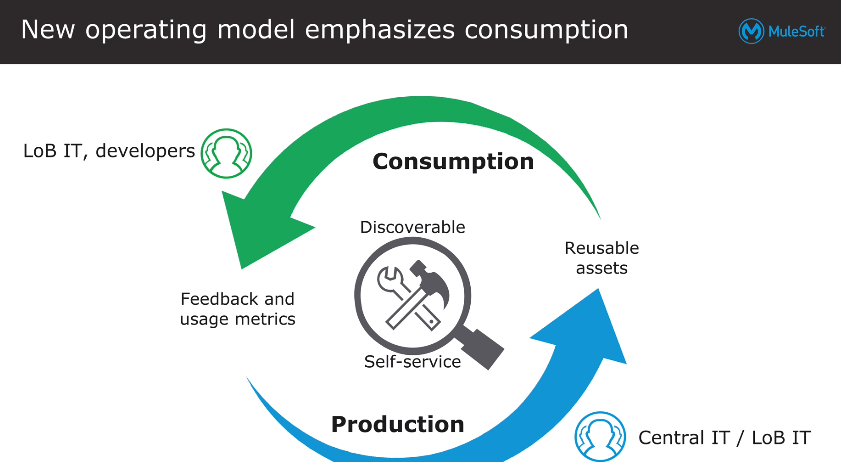 New operating model emphasizes consumption
MuleSoft
LoB IT, developers
Consumption
Discoverable
Reusable
assets
Feedback and
usage metrics
Self-service
Production
Central IT / LoB IT